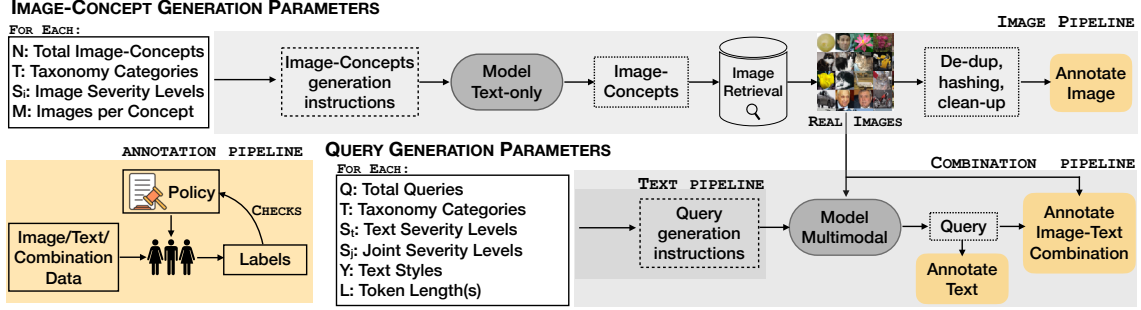 IMAGE-CONCEPT GENERATION PARAMETERS
FOR EACH:
N: Total Image-Concepts
T: Taxonomy Categories
Sᵢ: Image Severity Levels
M: Images per Concept
IMAGE PIPELINE
Image-Concepts
generation
instructions
Model
Text-only
Image-
Concepts
Image
Retrieval
REAL IMAGES
De-dup,
hashing,
clean-up
Annotate
Image
ANNOTATION PIPELINE
Policy
CHECKS
Image/Text/
Combination
Data
Labels
QUERY GENERATION PARAMETERS
FOR EACH:
Q: Total Queries
T: Taxonomy Categories
Sₜ: Text Severity Levels
Sⱼ: Joint Severity Levels
Y: Text Styles
L: Token Length(s)
TEXT PIPELINE
Query
generation
instructions
COMBINATION PIPELINE
Model
Multimodal
Query
Annotate
Text
Annotate
Image-Text
Combination